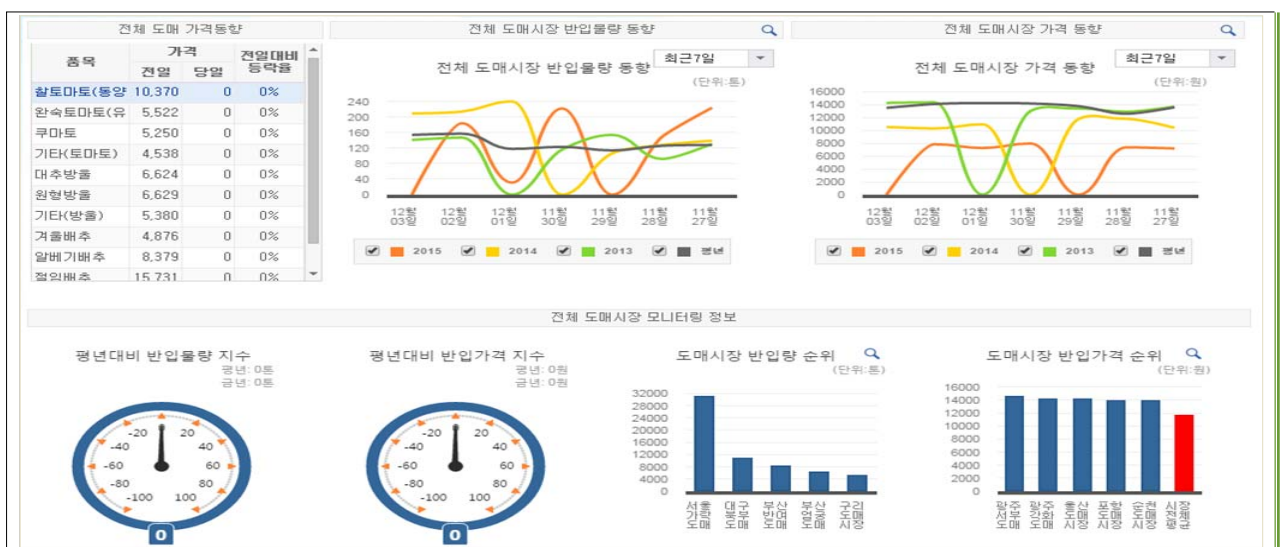 전체 도매 가격동향
품목 가격 전일대비 등락율
전일 당일
찰토마토(동양 10,370 0 0%
완숙토마토(유 5,522 0 0%
쿠마토 5,250 0 0%
기타(토마토) 4,538 0 0%
대추방울 6,624 0 0%
원형방울 6,629 0 0%
기타(방울) 5,380 0 0%
겨울배추 4,876 0 0%
알배기배추 8,379 0 0%
절임배추 15,731 0 0%
전체 도매시장 반입물량 동향
최근7일
전체 도매시장 반입물량 동향
(단위:톤)
240
200
160
120
80
40
0
12월 03일 12월 02일 12월 01일 11월 30일 11월 29일 11월 28일 11월 27일
2015 2014 2013 평년
전체 도매시장 가격 동향
최근7일
전체 도매시장 가격 동향
(단위:원)
16000
14000
12000
10000
8000
6000
4000
2000
0
12월 03일 12월 02일 12월 01일 11월 30일 11월 29일 11월 28일 11월 27일
2015 2014 2013 평년
전체 도매시장 모니터링 정보
평년대비 반입물량 지수
평년: 0톤
금년: 0톤
-20 20
-40 40
-60 60
-80 80
-100 100
0
평년대비 반입가격 지수
평년: 0원
금년: 0원
-20 20
-40 40
-60 60
-80 80
-100 100
0
도매시장 반입량 순위
(단위:톤)
32000
28000
24000
20000
16000
12000
8000
4000
0
서울가락도매 대구북부도매 부산반여도매 부산엄궁도매 구리도매시장
도매시장 반입가격 순위
(단위:원)
16000
14000
12000
10000
8000
6000
4000
2000
0
광주서부도매 광주각화도매 울산도매시장 포항도매시장 순천도매시장 시장전체평균